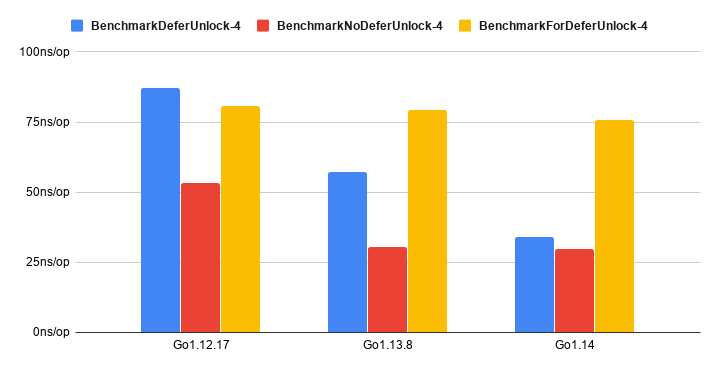 BenchmarkDeferUnlock-4 BenchmarkNoDeferUnlock-4 BenchmarkForDeferUnlock-4
100ns/op
75ns/op
50ns/op
25ns/op
0ns/op
Go1.12.17 Go1.13.8 Go1.14